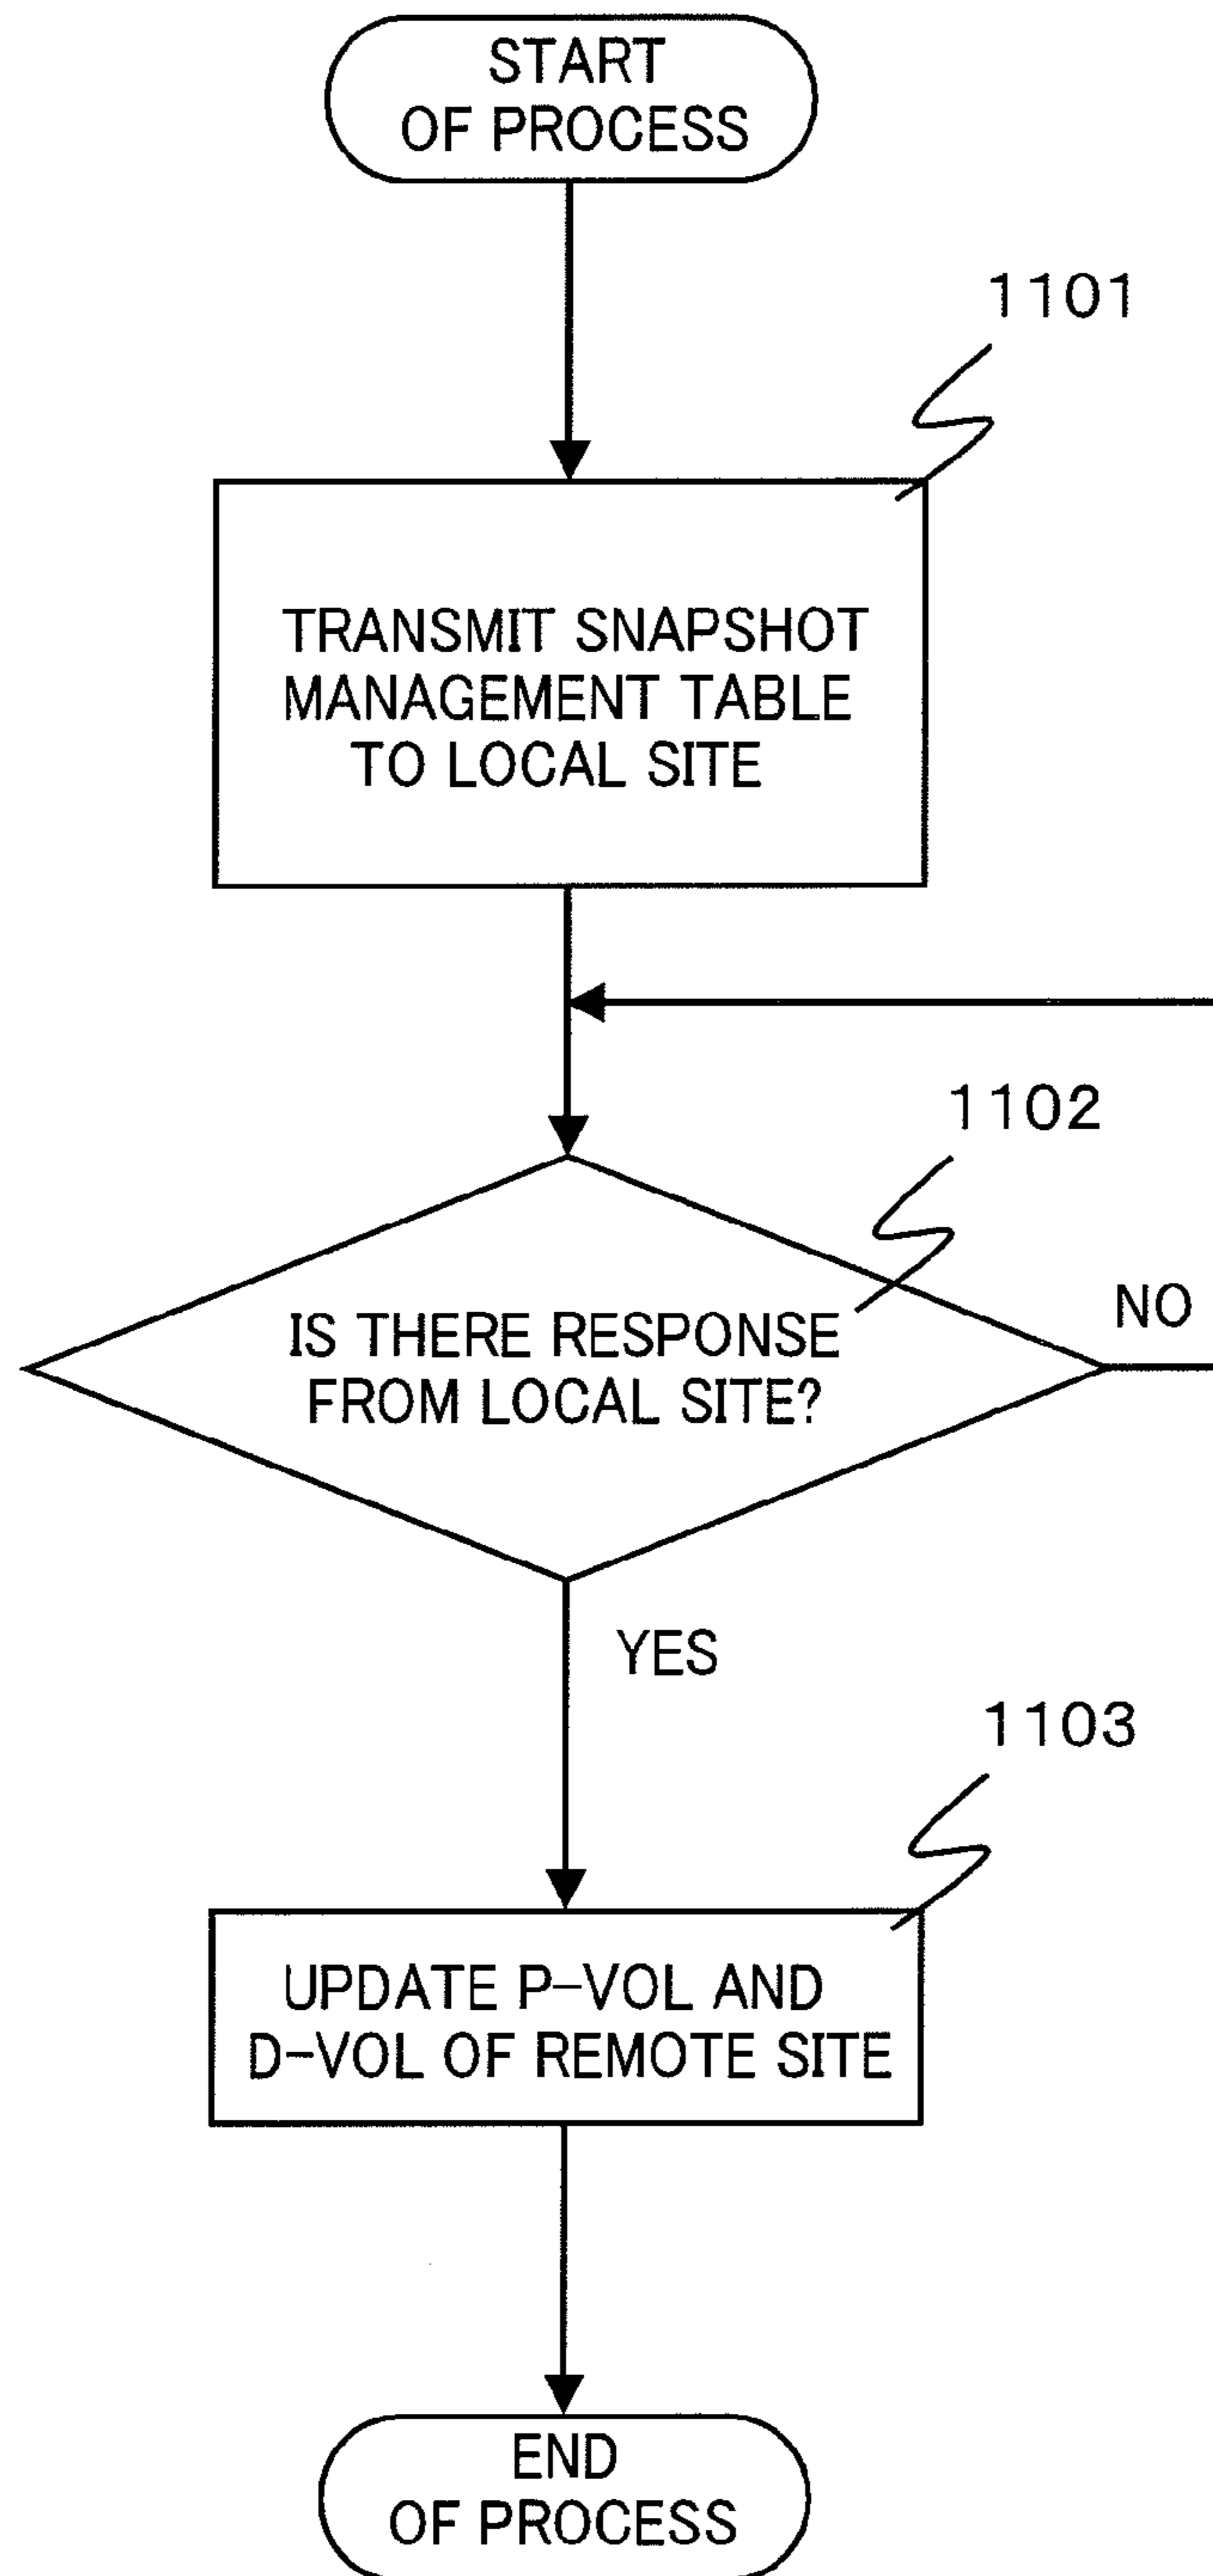 START
OF PROCESS
1101
TRANSMIT SNAPSHOT
MANAGEMENT TABLE
TO LOCAL SITE
1102
IS THERE RESPONSE
FROM LOCAL SITE?
NO
YES
1103
UPDATE P-VOL AND
D-VOL OF REMOTE SITE
END
OF PROCESS